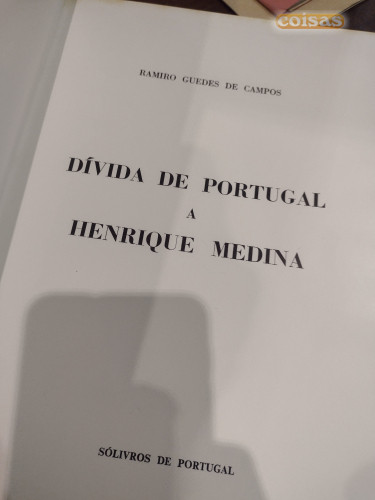 coisas
RAMIRO GUEDES DE CAMPOS
DÍVIDA DE PORTUGAL
A
HENRIQUE MEDINA
SÓLIVROS DE PORTUGAL